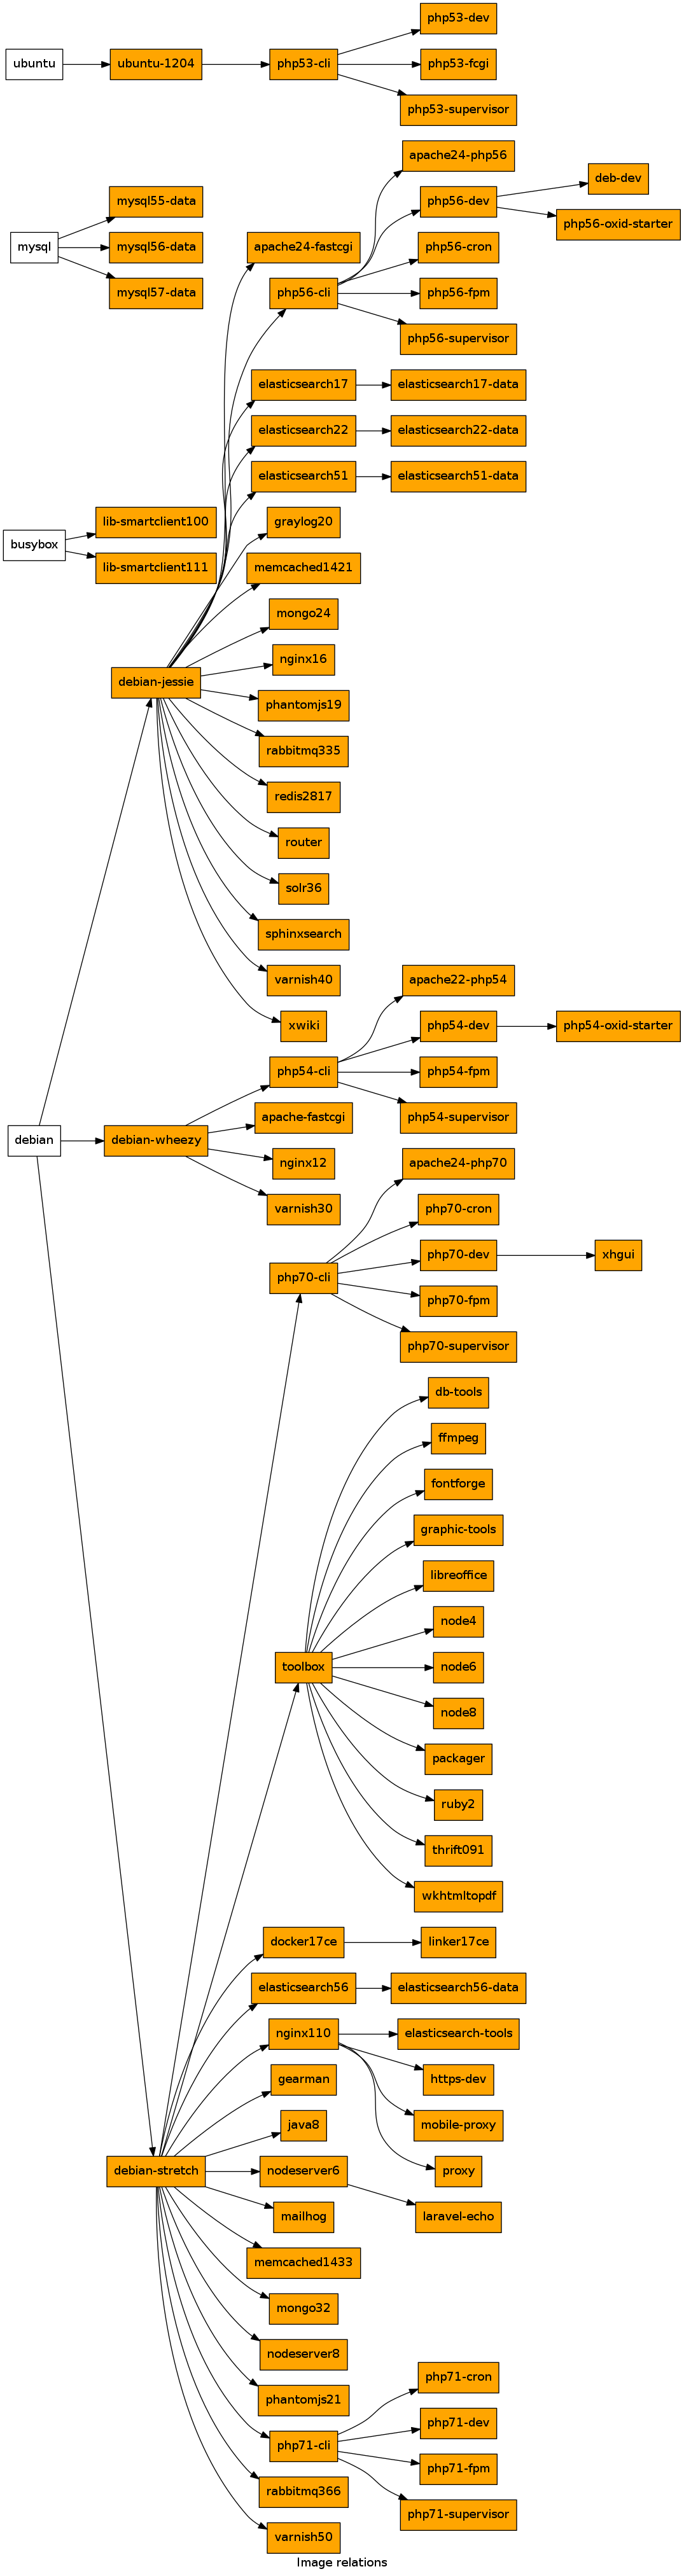 php53-dev
ubuntu
ubuntu-1204
php53-cli
php53-fcgi
php53-supervisor
apache24-php56
deb-dev
mysql55-data
php56-dev
php56-oxid-starter
mysql
mysql56-data
apache24-fastcgi
php56-cron
mysql57-data
php56-cli
php56-fpm
php56-supervisor
elasticsearch17
elasticsearch17-data
elasticsearch22
elasticsearch22-data
elasticsearch51
elasticsearch51-data
lib-smartclient100
graylog20
busybox
lib-smartclient111
memcached1421
mongo24
nginx16
debian-jessie
phantomjs19
rabbitmq335
redis2817
router
solr36
sphinxsearch
varnish40
apache22-php54
xwiki
php54-dev
php54-oxid-starter
php54-cli
php54-fpm
apache-fastcgi
php54-supervisor
debian
debian-wheezy
nginx12
apache24-php70
varnish30
php70-cron
php70-dev
xhgui
php70-cli
php70-fpm
php70-supervisor
db-tools
ffmpeg
fontforge
graphic-tools
libreoffice
node4
toolbox
node6
node8
packager
ruby2
thrift091
wkhtmltopdf
docker17ce
linker17ce
elasticsearch56
elasticsearch56-data
nginx110
elasticsearch-tools
gearman
https-dev
java8
mobile-proxy
debian-stretch
nodeserver6
proxy
mailhog
laravel-echo
memcached1433
mongo32
nodeserver8
php71-cron
phantomjs21
php71-dev
php71-cli
php71-fpm
rabbitmq366
php71-supervisor
varnish50
Image relations